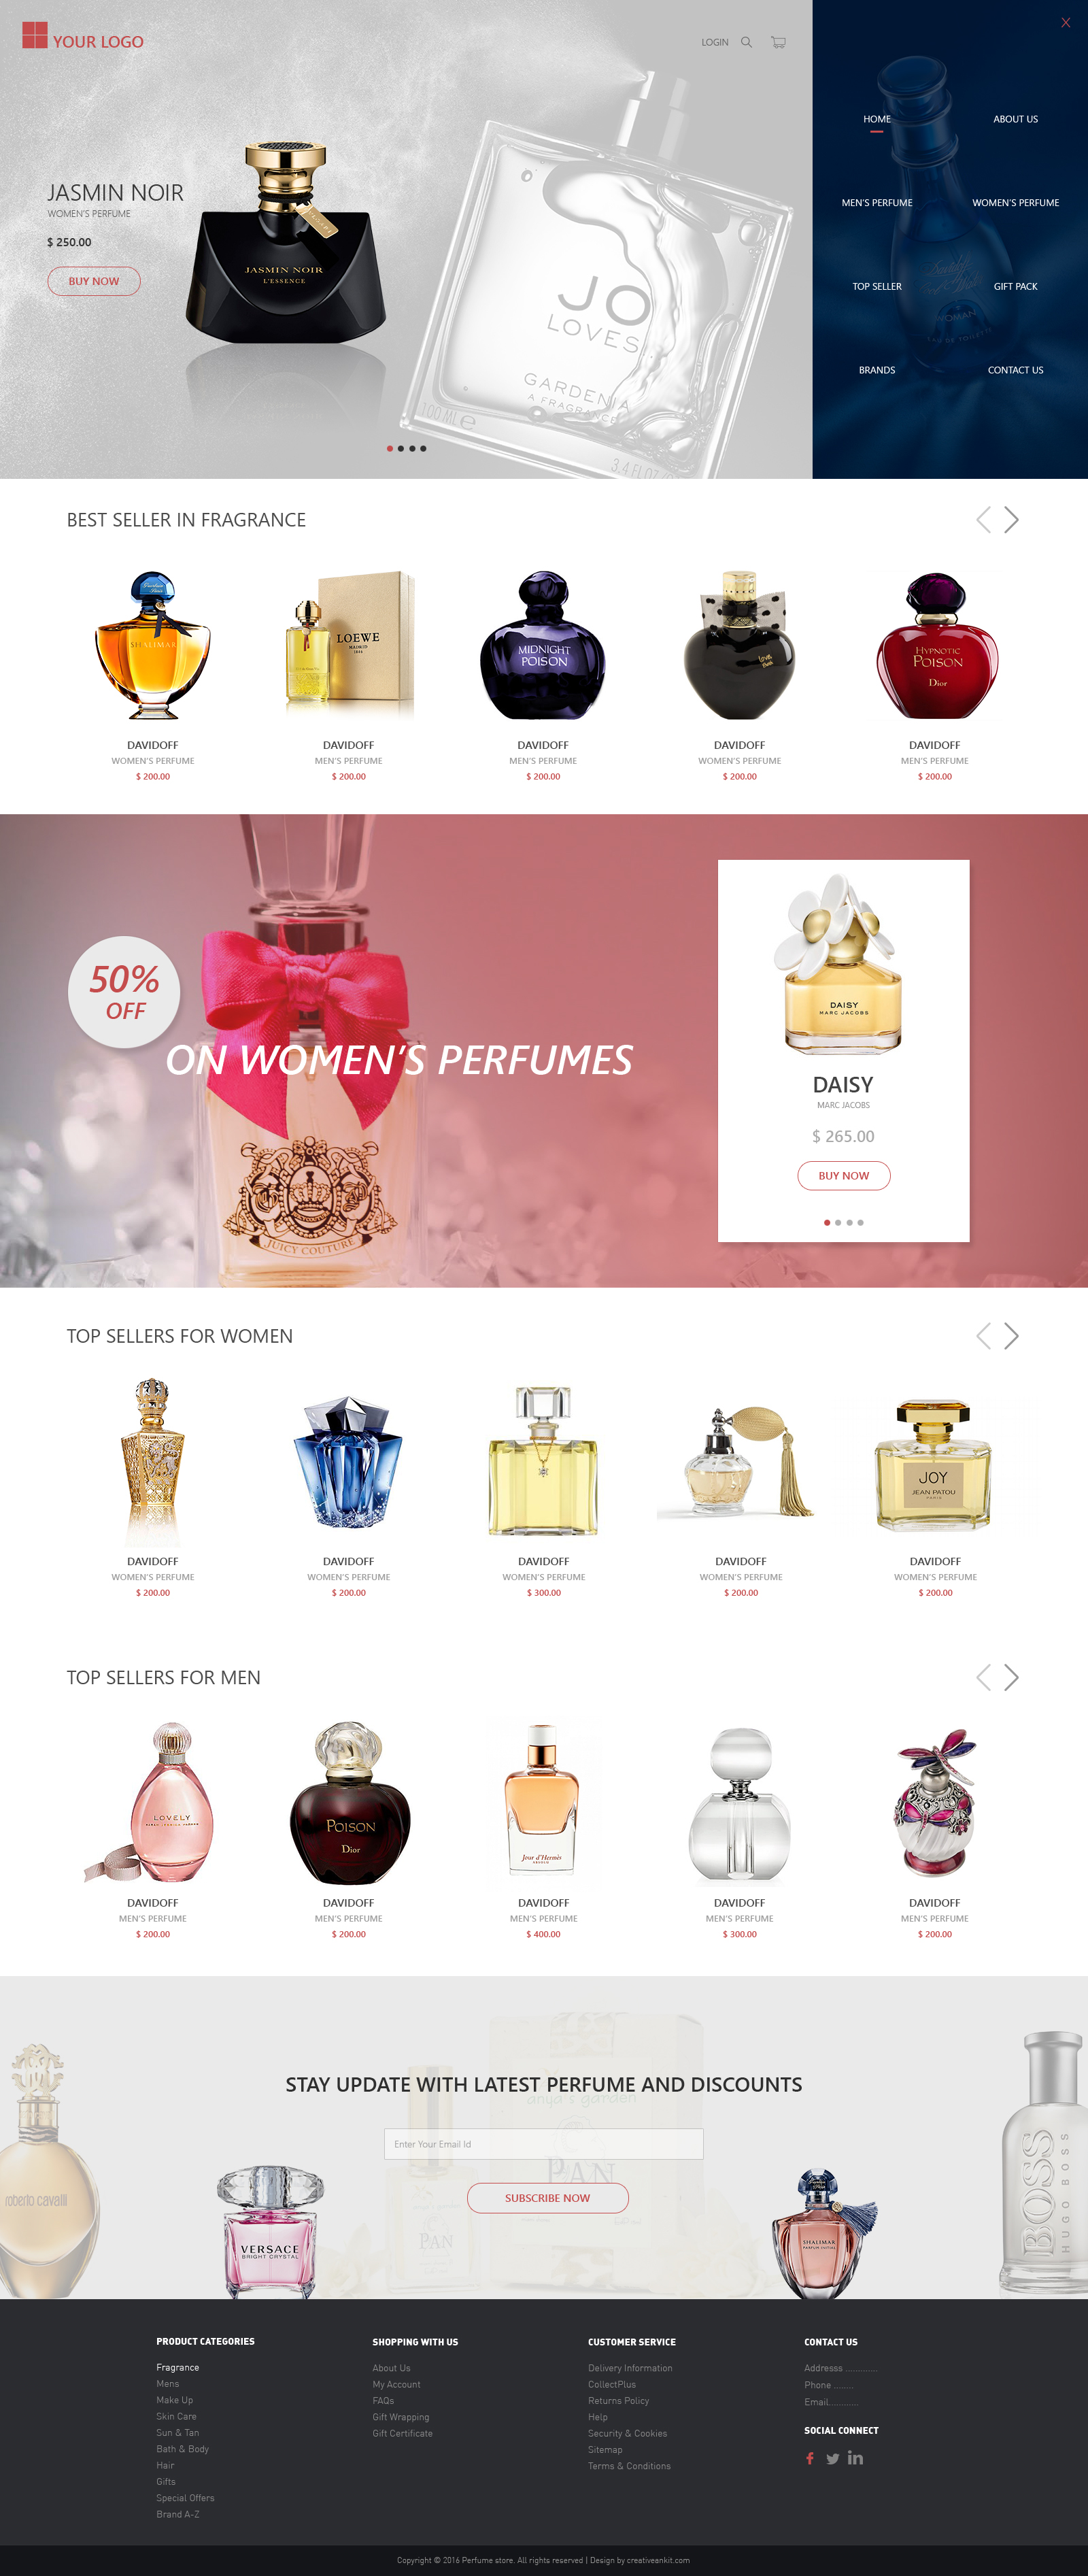 YOUR LOGO
LOGIN
X
HOME
ABOUT US
MEN'S PERFUME
WOMEN'S PERFUME
TOP SELLER
GIFT PACK
BRANDS
CONTACT US
WOMAN
EAU DE TOILETTE
JASMIN NOIR
WOMEN'S PERFUME
$ 250.00
BUY NOW
JASMIN NOIR
L'ESSENCE
JO
LOVES
GARDENIA
A FRAGRANCE
100 ML e
3.4 FL OZ
BEST SELLER IN FRAGRANCE
SHALIMAR
LOEWE
MADRID
MIDNIGHT
POISON
HYPNOTIC
POISON
Dior
DAVIDOFF
WOMEN'S PERFUME
$ 200.00
DAVIDOFF
MEN'S PERFUME
$ 200.00
DAVIDOFF
MEN'S PERFUME
$ 200.00
DAVIDOFF
WOMEN'S PERFUME
$ 200.00
DAVIDOFF
MEN'S PERFUME
$ 200.00
50%
OFF
ON WOMEN'S PERFUMES
JUICY COUTURE
DAISY
MARC JACOBS
DAISY
MARC JACOBS
$ 265.00
BUY NOW
TOP SELLERS FOR WOMEN
JOY
JEAN PATOU
PARIS
DAVIDOFF
WOMEN'S PERFUME
$ 200.00
DAVIDOFF
WOMEN'S PERFUME
$ 200.00
DAVIDOFF
WOMEN'S PERFUME
$ 300.00
DAVIDOFF
WOMEN'S PERFUME
$ 200.00
DAVIDOFF
WOMEN'S PERFUME
$ 200.00
TOP SELLERS FOR MEN
LOVELY
POISON
Dior
Jour d'Hermès
DAVIDOFF
MEN'S PERFUME
$ 200.00
DAVIDOFF
MEN'S PERFUME
$ 200.00
DAVIDOFF
MEN'S PERFUME
$ 400.00
DAVIDOFF
MEN'S PERFUME
$ 300.00
DAVIDOFF
MEN'S PERFUME
$ 200.00
STAY UPDATE WITH LATEST PERFUME AND DISCOUNTS
anya's garden
Enter Your Email Id
PAN
SUBSCRIBE NOW
roberto cavalli
VERSACE
BRIGHT CRYSTAL
PAN
SHALIMAR
PARFUM INITIAL
BOSS
HUGO BOSS
PRODUCT CATEGORIES
Fragrance
Mens
Make Up
Skin Care
Sun & Tan
Bath & Body
Hair
Gifts
Special Offers
Brand A-Z
SHOPPING WITH US
About Us
My Account
FAQs
Gift Wrapping
Gift Certificate
CUSTOMER SERVICE
Delivery Information
CollectPlus
Returns Policy
Help
Security & Cookies
Sitemap
Terms & Conditions
CONTACT US
Addresss ............
Phone ........
Email...........
SOCIAL CONNECT
Copyright © 2016 Perfume store. All rights reserved | Design by creativeankit.com